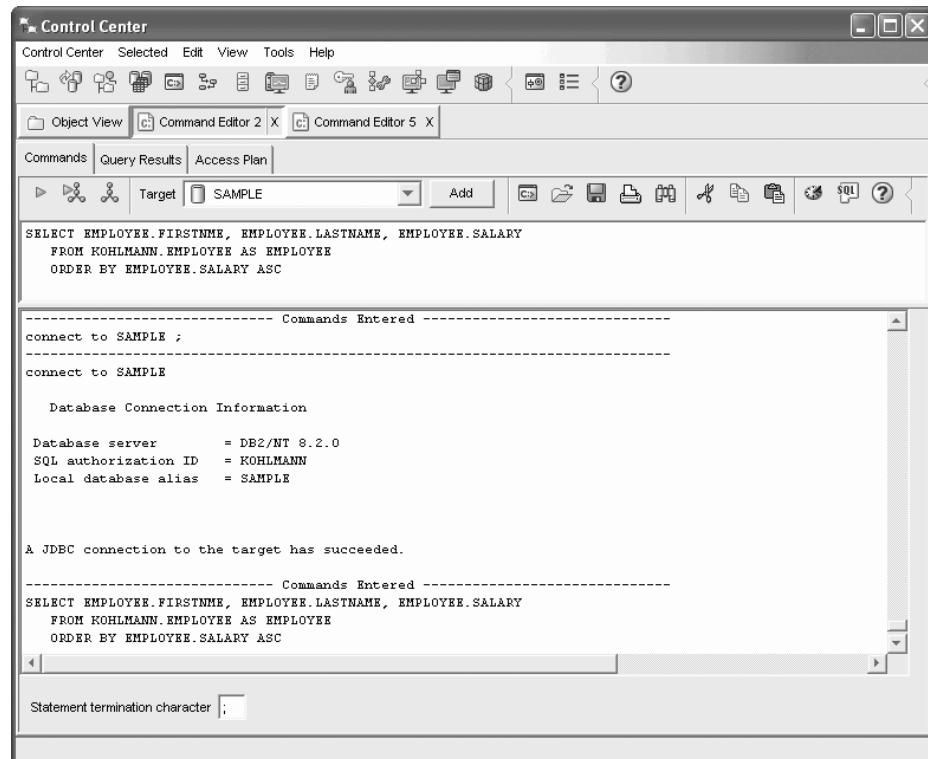 Control Center
Control Center Selected Edit View Tools Help
Object View Command Editor 2 X Command Editor 5 X
Commands Query Results Access Plan
Target SAMPLE Add SQL
SELECT EMPLOYEE.FIRSTNME, EMPLOYEE.LASTNAME, EMPLOYEE.SALARY
FROM KOHLMANN.EMPLOYEE AS EMPLOYEE
ORDER BY EMPLOYEE.SALARY ASC
------------------------------ Commands Entered ------------------------------
connect to SAMPLE ;
------------------------------------------------------------------------------
connect to SAMPLE
Database Connection Information
Database server = DB2/NT 8.2.0
SQL authorization ID = KOHLMANN
Local database alias = SAMPLE
A JDBC connection to the target has succeeded.
------------------------------ Commands Entered ------------------------------
SELECT EMPLOYEE.FIRSTNME, EMPLOYEE.LASTNAME, EMPLOYEE.SALARY
FROM KOHLMANN.EMPLOYEE AS EMPLOYEE
ORDER BY EMPLOYEE.SALARY ASC
Statement termination character ;